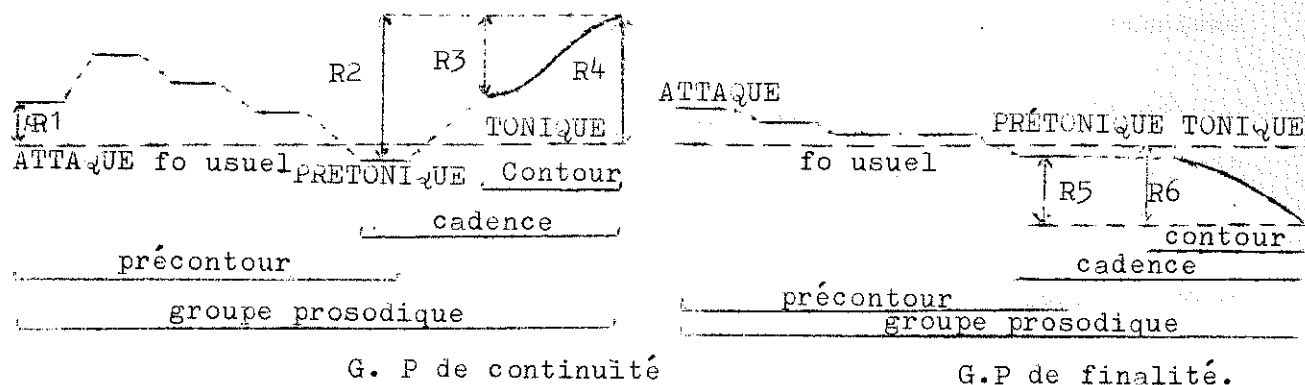 R1
R2
R3
R4
TONIQUE
ATTAQUE fo usuel PRETONIQUE
Contour
cadence
précontour
groupe prosodique
G. P de continuité
ATTAQUE
PRÉTONIQUE TONIQUE
fo usuel
R5
R6
contour
cadence
précontour
groupe prosodique
G.P de finalité.